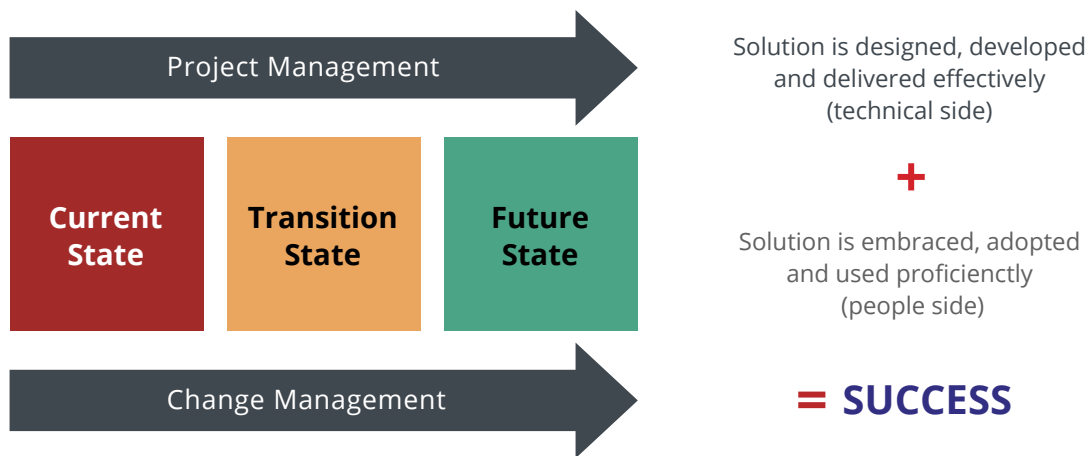 Project Management
Solution is designed, developed
and delivered effectively
(technical side)
Current
State
Transition
State
Future
State
+
Solution is embraced, adopted
and used proficienctly
(people side)
Change Management
= SUCCESS